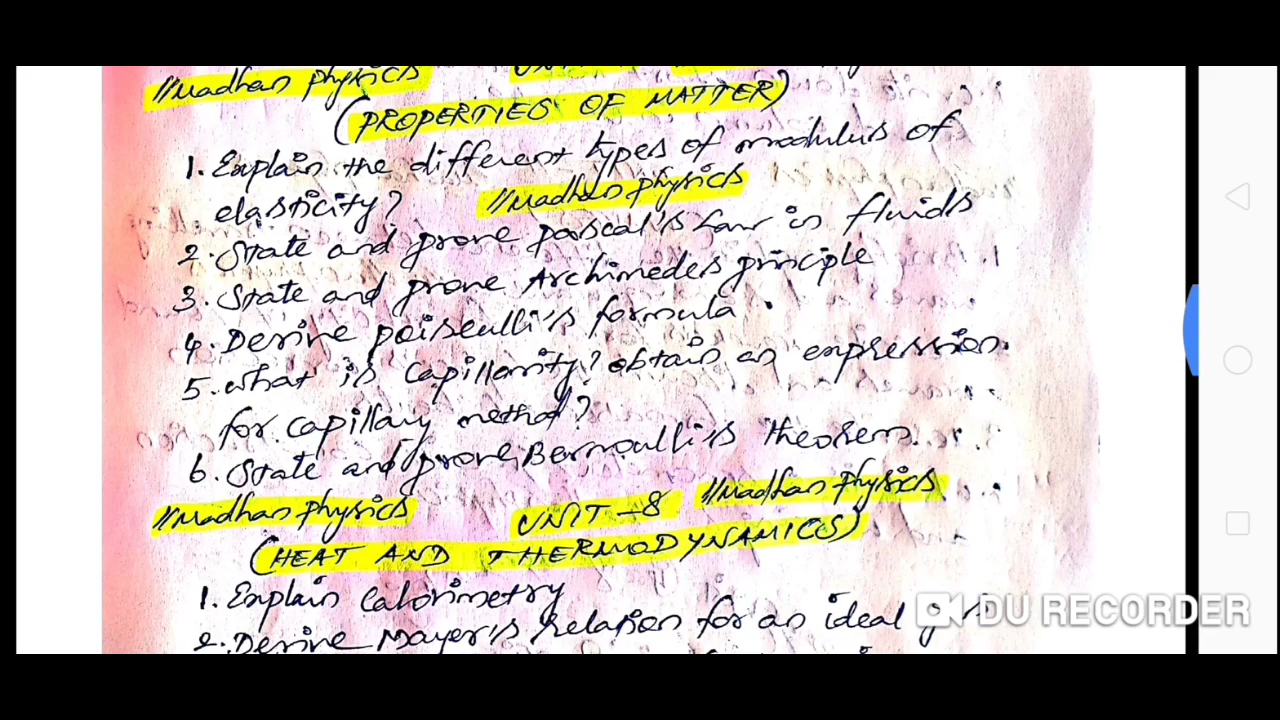 //Madhan physics
(PROPERTIES OF MATTER)
1. Explain the different types of modulus of
elasticity? //Madhan physics
2. State and prove pascal's Law in fluids
3. State and prove Archimedes principle
4. Derive poiseulli's formula.
5. what is capillarity? obtain an expression
for capillary method?
6. State and prove Bernoulli's theorem.
//Madhan physics UNIT-8 //Madhan physics
(HEAT AND THERMODYNAMICS)
1. Explain Calorimetry
2. Derive Mayer's relation for an ideal
DU RECORDER